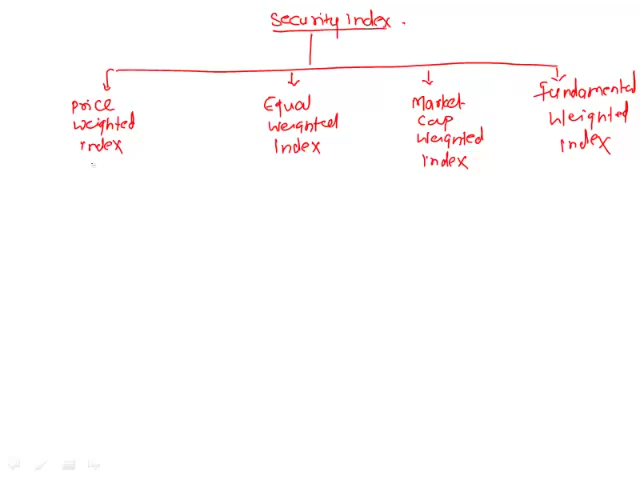 Security Index.
Price
Weighted
Index
Equal
Weighted
Index
Market
Cap
Weighted
Index
Fundamental
Weighted
Index